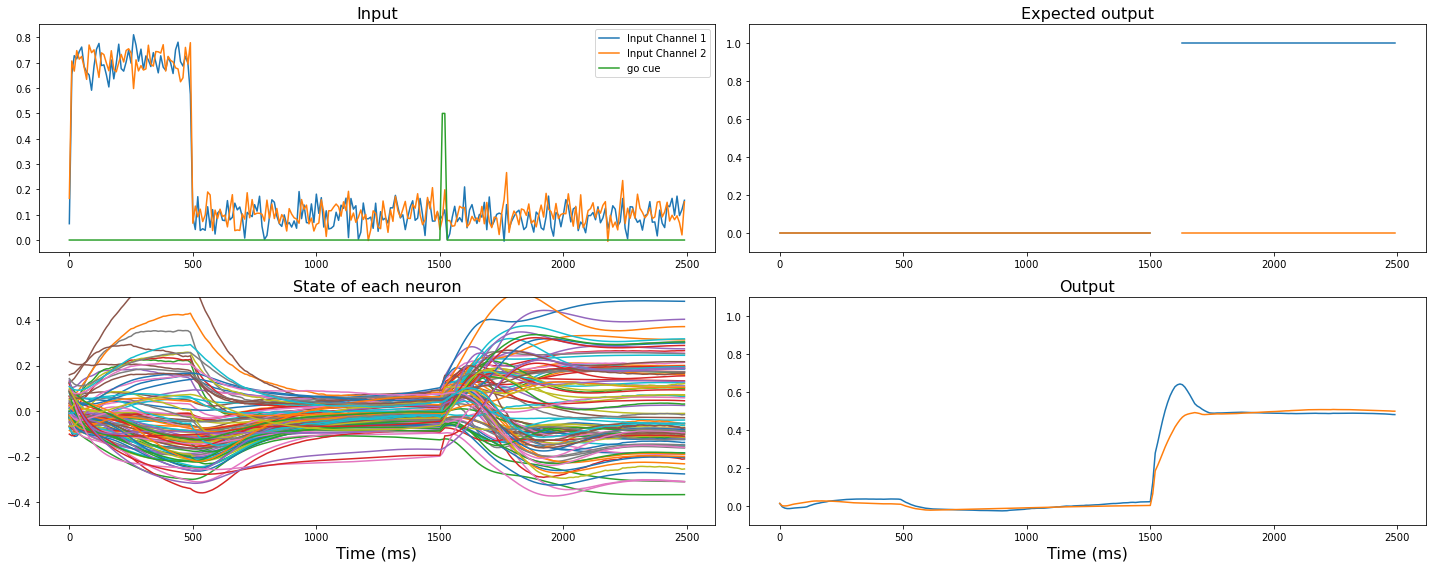 Input
0.8
0.7
0.6
0.5
0.4
0.3
0.2
0.1
0.0
Input Channel 1
Input Channel 2
go cue
0 500 1000 1500 2000 2500
Expected output
1.0
0.8
0.6
0.4
0.2
0.0
0 500 1000 1500 2000 2500
State of each neuron
0.4
0.2
0.0
−0.2
−0.4
0 500 1000 1500 2000 2500
Time (ms)
Output
1.0
0.8
0.6
0.4
0.2
0.0
0 500 1000 1500 2000 2500
Time (ms)